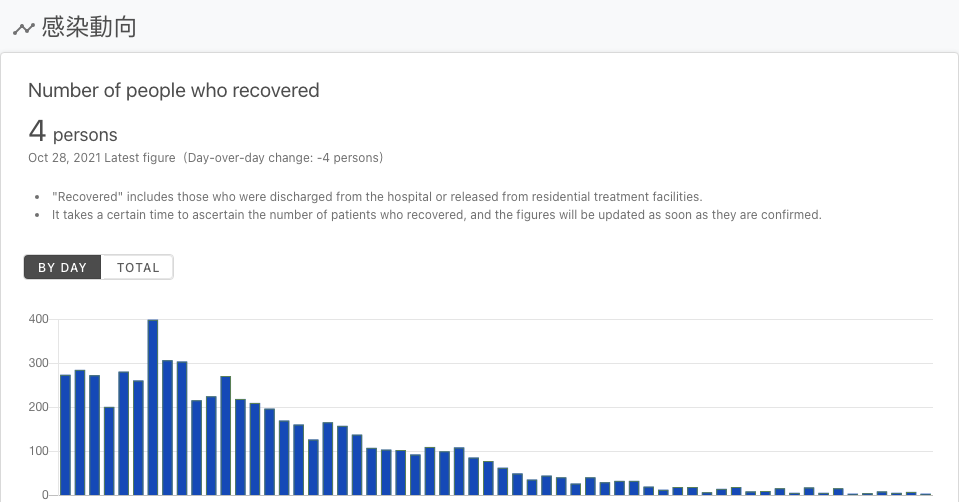 感染動向
Number of people who recovered
4 persons
Oct 28, 2021 Latest figure (Day-over-day change: -4 persons)
• "Recovered" includes those who were discharged from the hospital or released from residential treatment facilities.
• It takes a certain time to ascertain the number of patients who recovered, and the figures will be updated as soon as they are confirmed.
BY DAY TOTAL
400
300
200
100
0